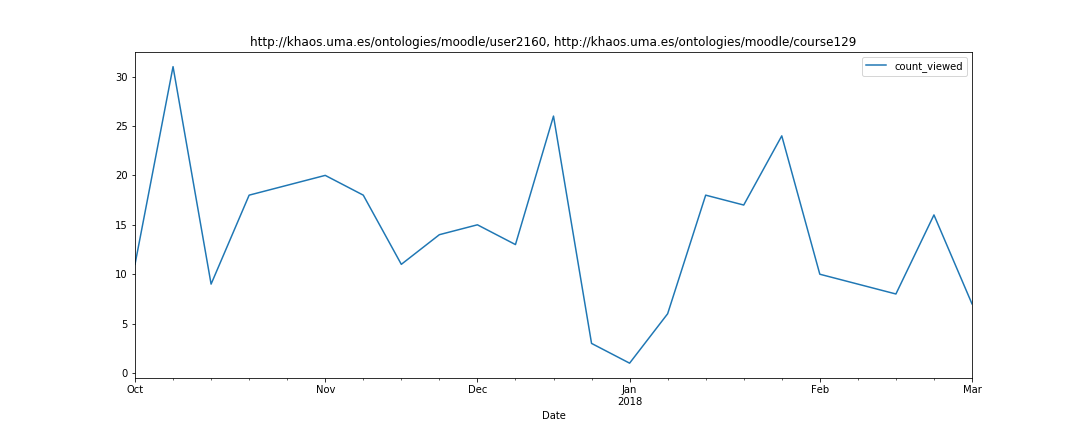 http://khaos.uma.es/ontologies/moodle/user2160, http://khaos.uma.es/ontologies/moodle/course129
count_viewed
30
25
20
15
10
5
0
Oct Nov Dec Jan Feb Mar
2018
Date